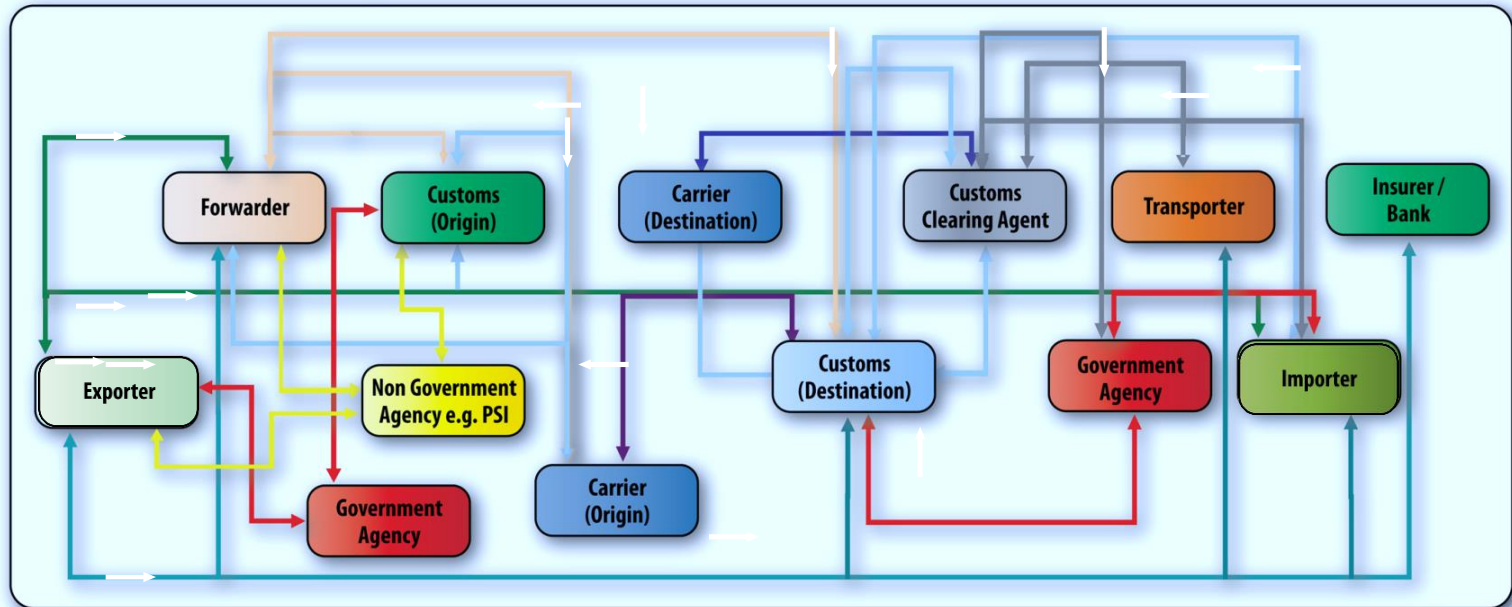 Forwarder
Customs
(Origin)
Carrier
(Destination)
Customs
Clearing Agent
Transporter
Insurer /
Bank
Exporter
Non Government
Agency e.g. PSI
Customs
(Destination)
Government
Agency
Importer
Government
Agency
Carrier
(Origin)